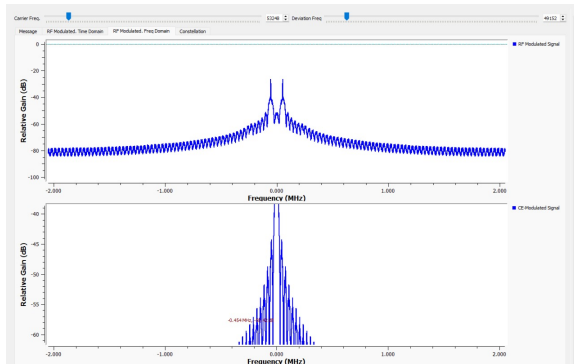 Carrier Freq. 53248 Deviation Freq 49152
Message RF Modulated. Time Domain RF Modulated. Freq Domain Constellation
Relative Gain (dB)
0
-20
-40
-60
-80
-100
RF Modulated Signal
-2.000 -1.000 0.000 1.000 2.000
Frequency (MHz)
Relative Gain (dB)
-40
-45
-50
-55
-60
CE-Modulated Signal
-0.454 MHz,
-2.000 -1.000 0.000 1.000 2.000
Frequency (MHz)